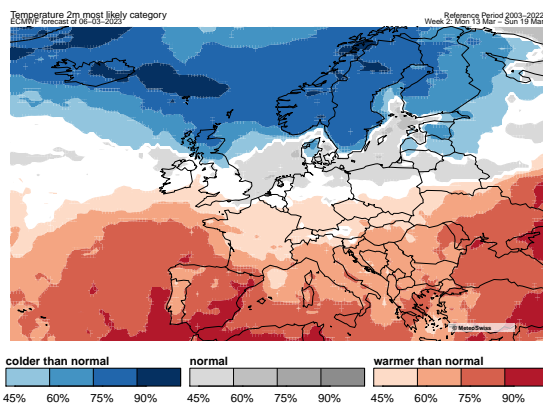 Temperature 2m most likely category
ECMWF forecast of 06–03–2023
Reference Period 2003–2022
Week 2: Mon 13 Mar – Sun 19 Mar
© MeteoSwiss
colder than normal
normal
warmer than normal
45% 60% 75% 90% 45% 60% 75% 90% 45% 60% 75% 90%